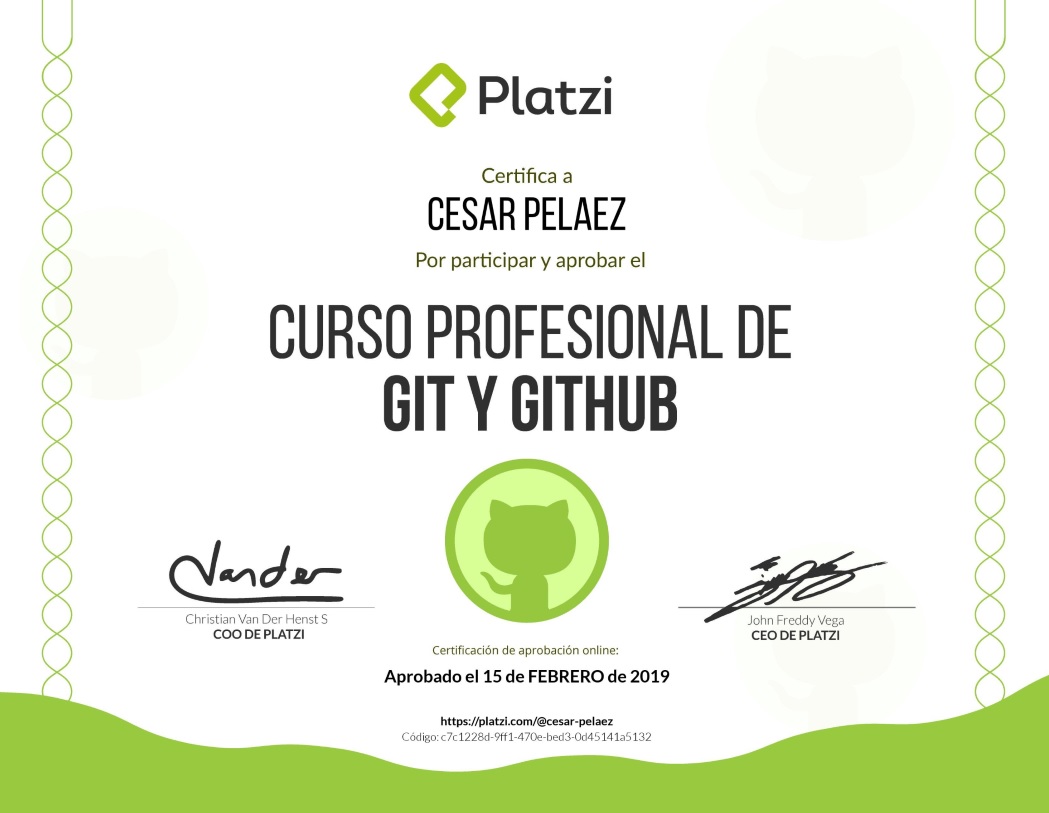 Platzi
Certifica a
CESAR PELAEZ
Por participar y aprobar el
CURSO PROFESIONAL DE
GIT Y GITHUB
Vander
Christian Van Der Henst S
COO DE PLATZI
John Freddy Vega
CEO DE PLATZI
Certificación de aprobación online:
Aprobado el 15 de FEBRERO de 2019
https://platzi.com/@cesar-pelaez
Código: c7c1228d-9ff1-470e-bed3-0d45141a5132